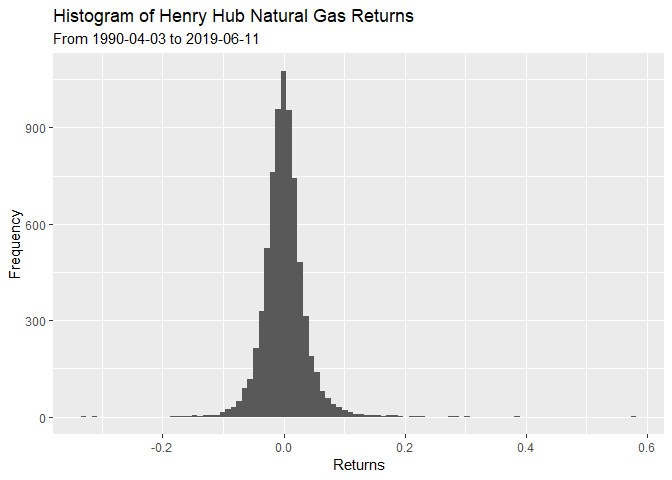 Histogram of Henry Hub Natural Gas Returns
From 1990-04-03 to 2019-06-11
Frequency
900
600
300
0
-0.2
0.0
0.2
0.4
0.6
Returns